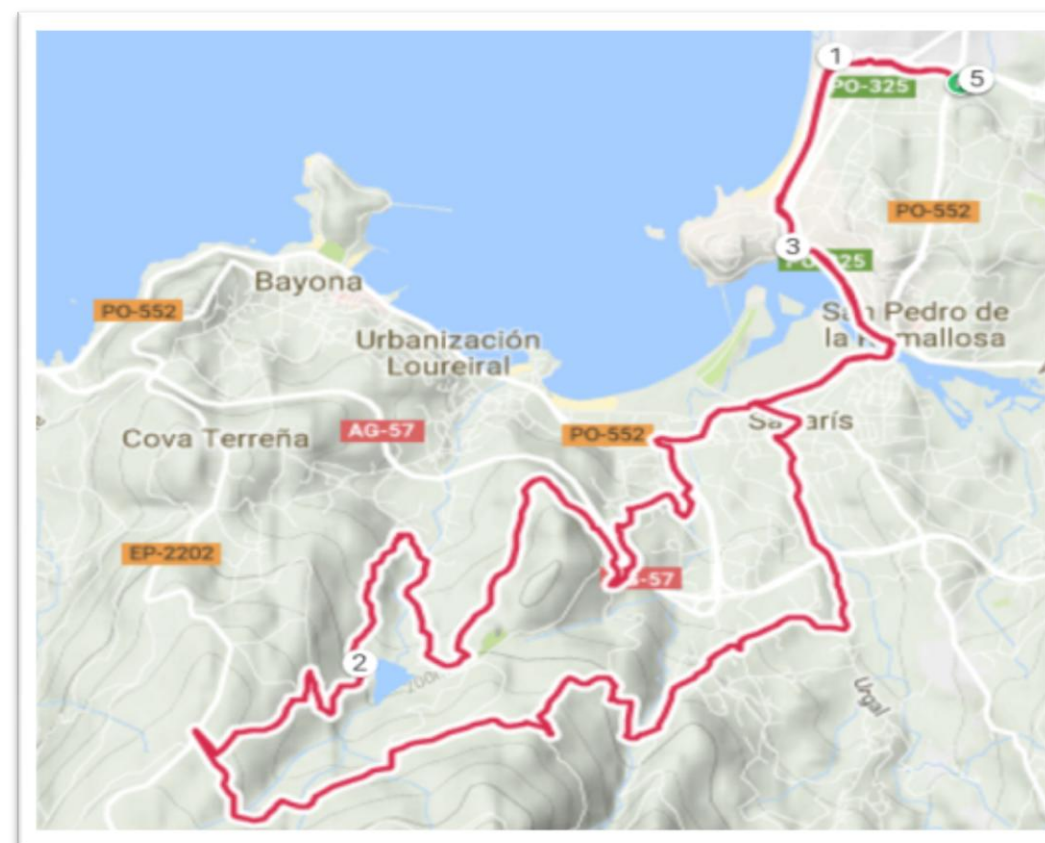 1
5
PO-325
PO-552
3
Bayona
PO-552
San Pedro de
Urbanización
Loureiral
AG-57
Cova Terreña
PO-552
EP-2202
2
Urgal